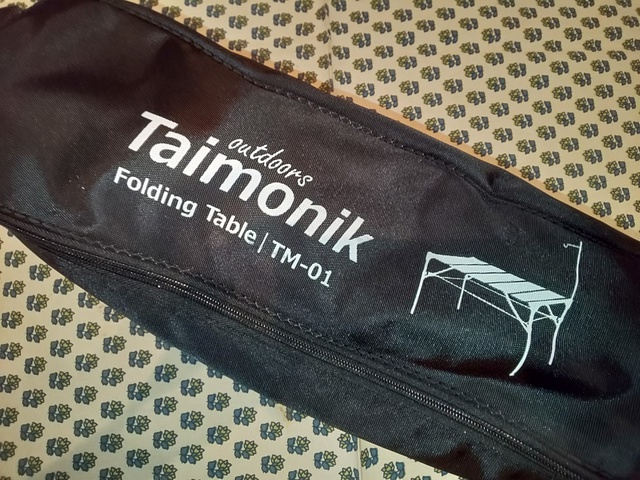 outdoors
Taimonik
Folding Table | TM-01